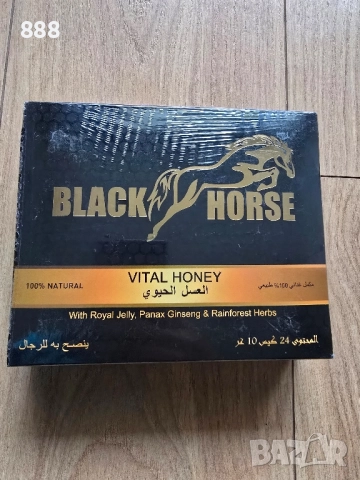 888
BLACK HORSE
100% NATURAL
VITAL HONEY
العسل الحيوي
مكمل غذائي 100% طبيعي
With Royal Jelly, Panax Ginseng & Rainforest Herbs
ينصح به للرجال
المحتوى 24 كيس 10 غر
BAZAR